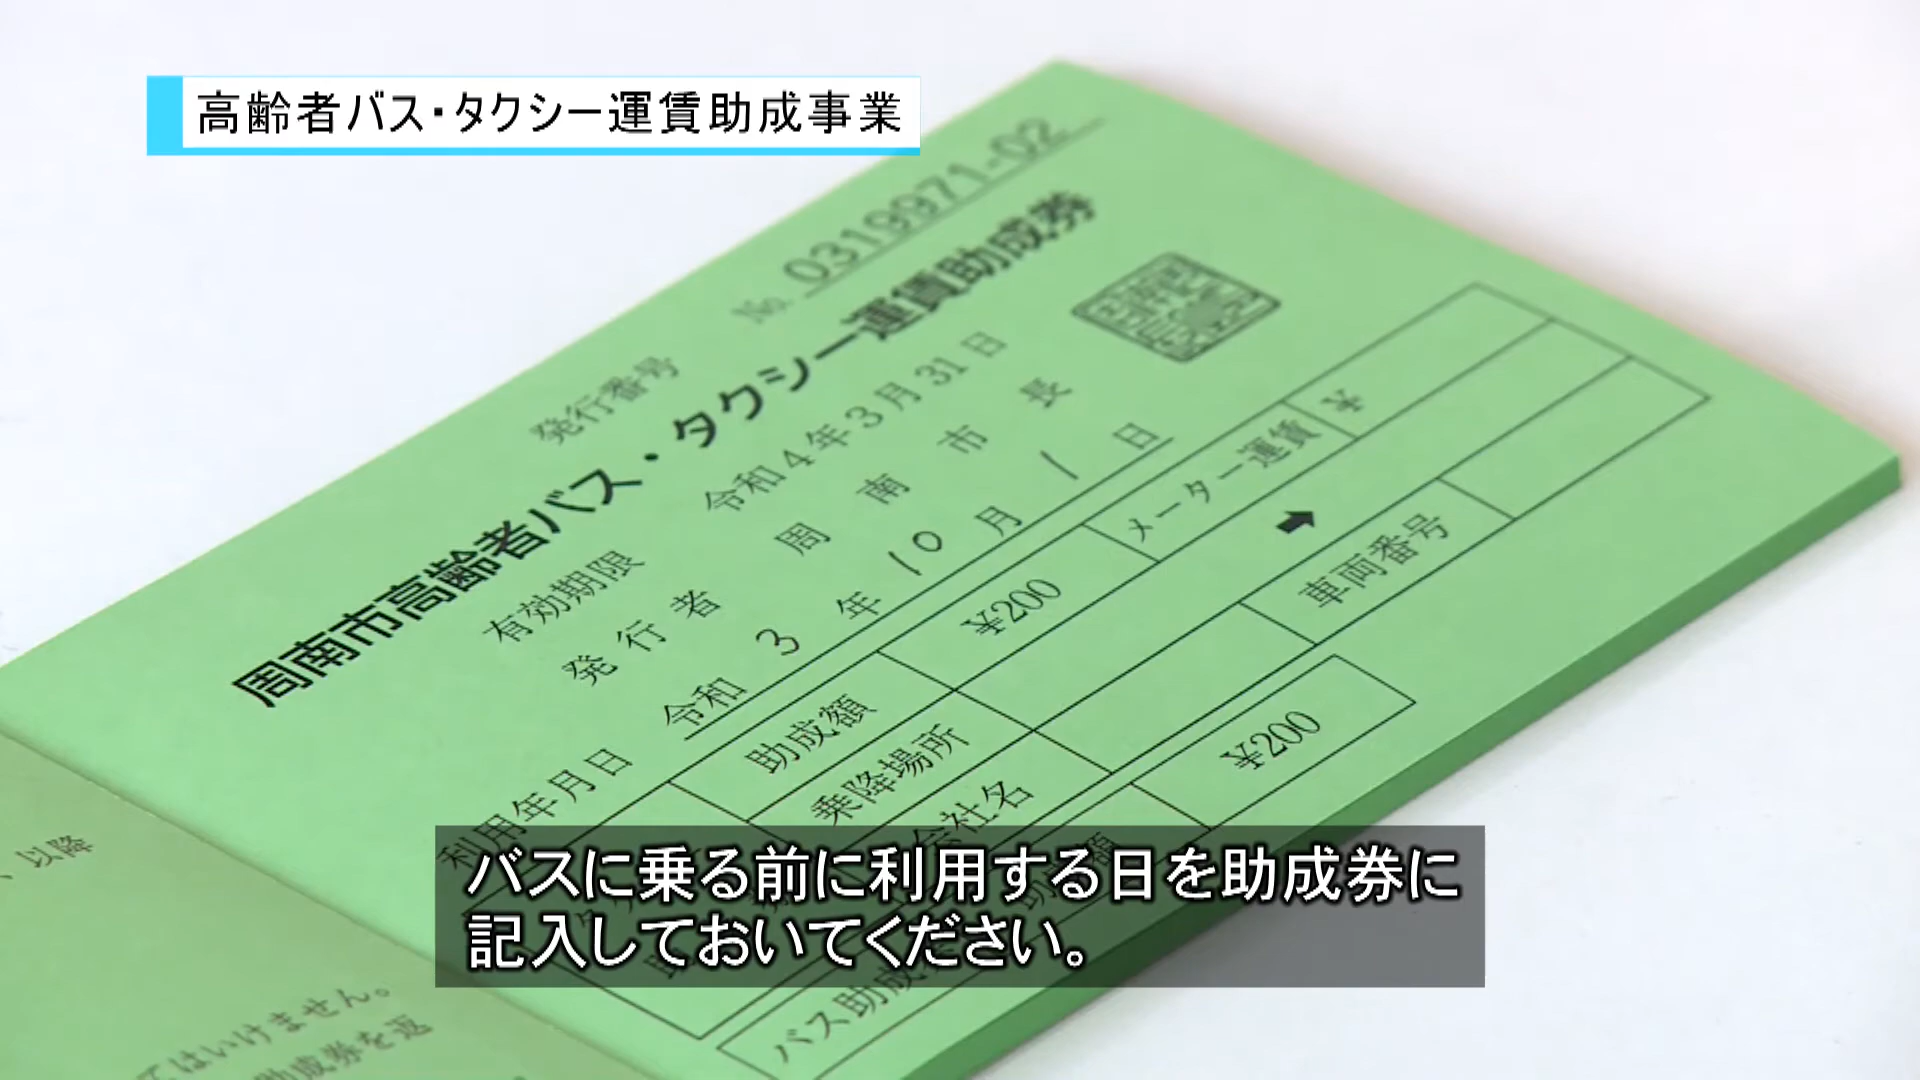 高齢者バス・タクシー運賃助成事業
No. 0319971-02
発行番号
周南市高齢者バス・タクシー運賃助成券
有効期限 令和4年3月31日
発行者 周南市長
利用年月日 令和 3 年 10 月 1 日
助成額 ¥200 メーター運賃 ¥
乗降場所 ➡
会社名 車両番号
¥200
バスに乗る前に利用する日を助成券に
記入しておいてください。
バス助成
、以降
てはいけません。
助成券を返